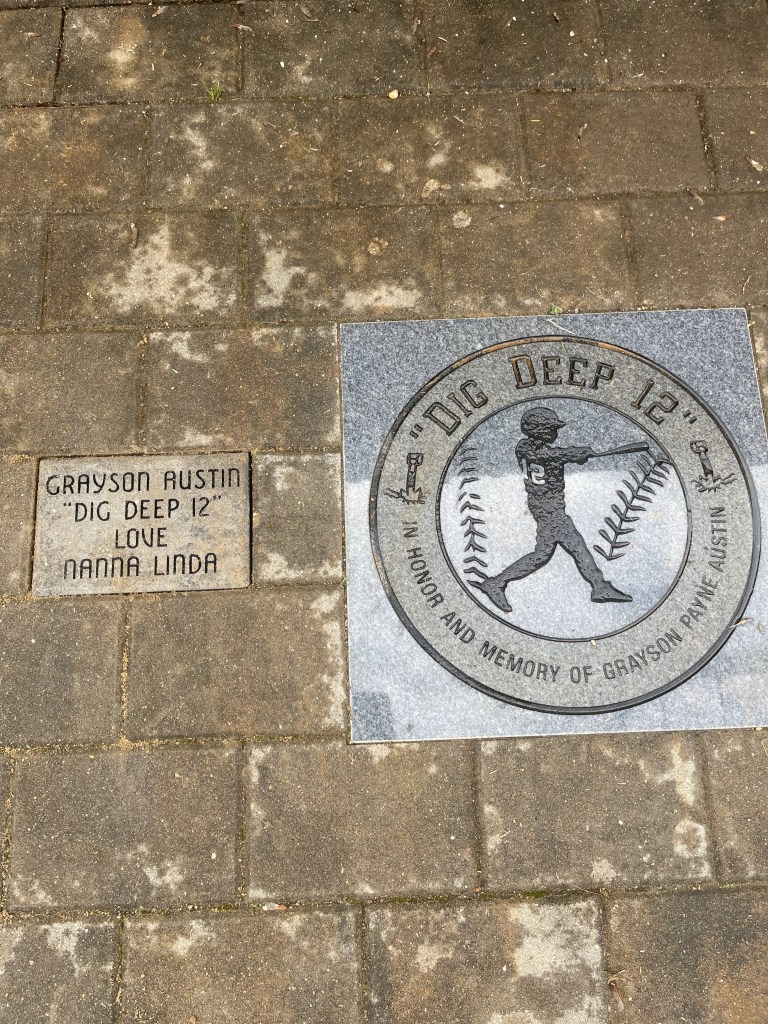 GRAYSON AUSTIN
"DIG DEEP 12"
LOVE
NANNA LINDA
"DIG DEEP 12"
12
IN HONOR AND MEMORY OF GRAYSON PAYNE AUSTIN